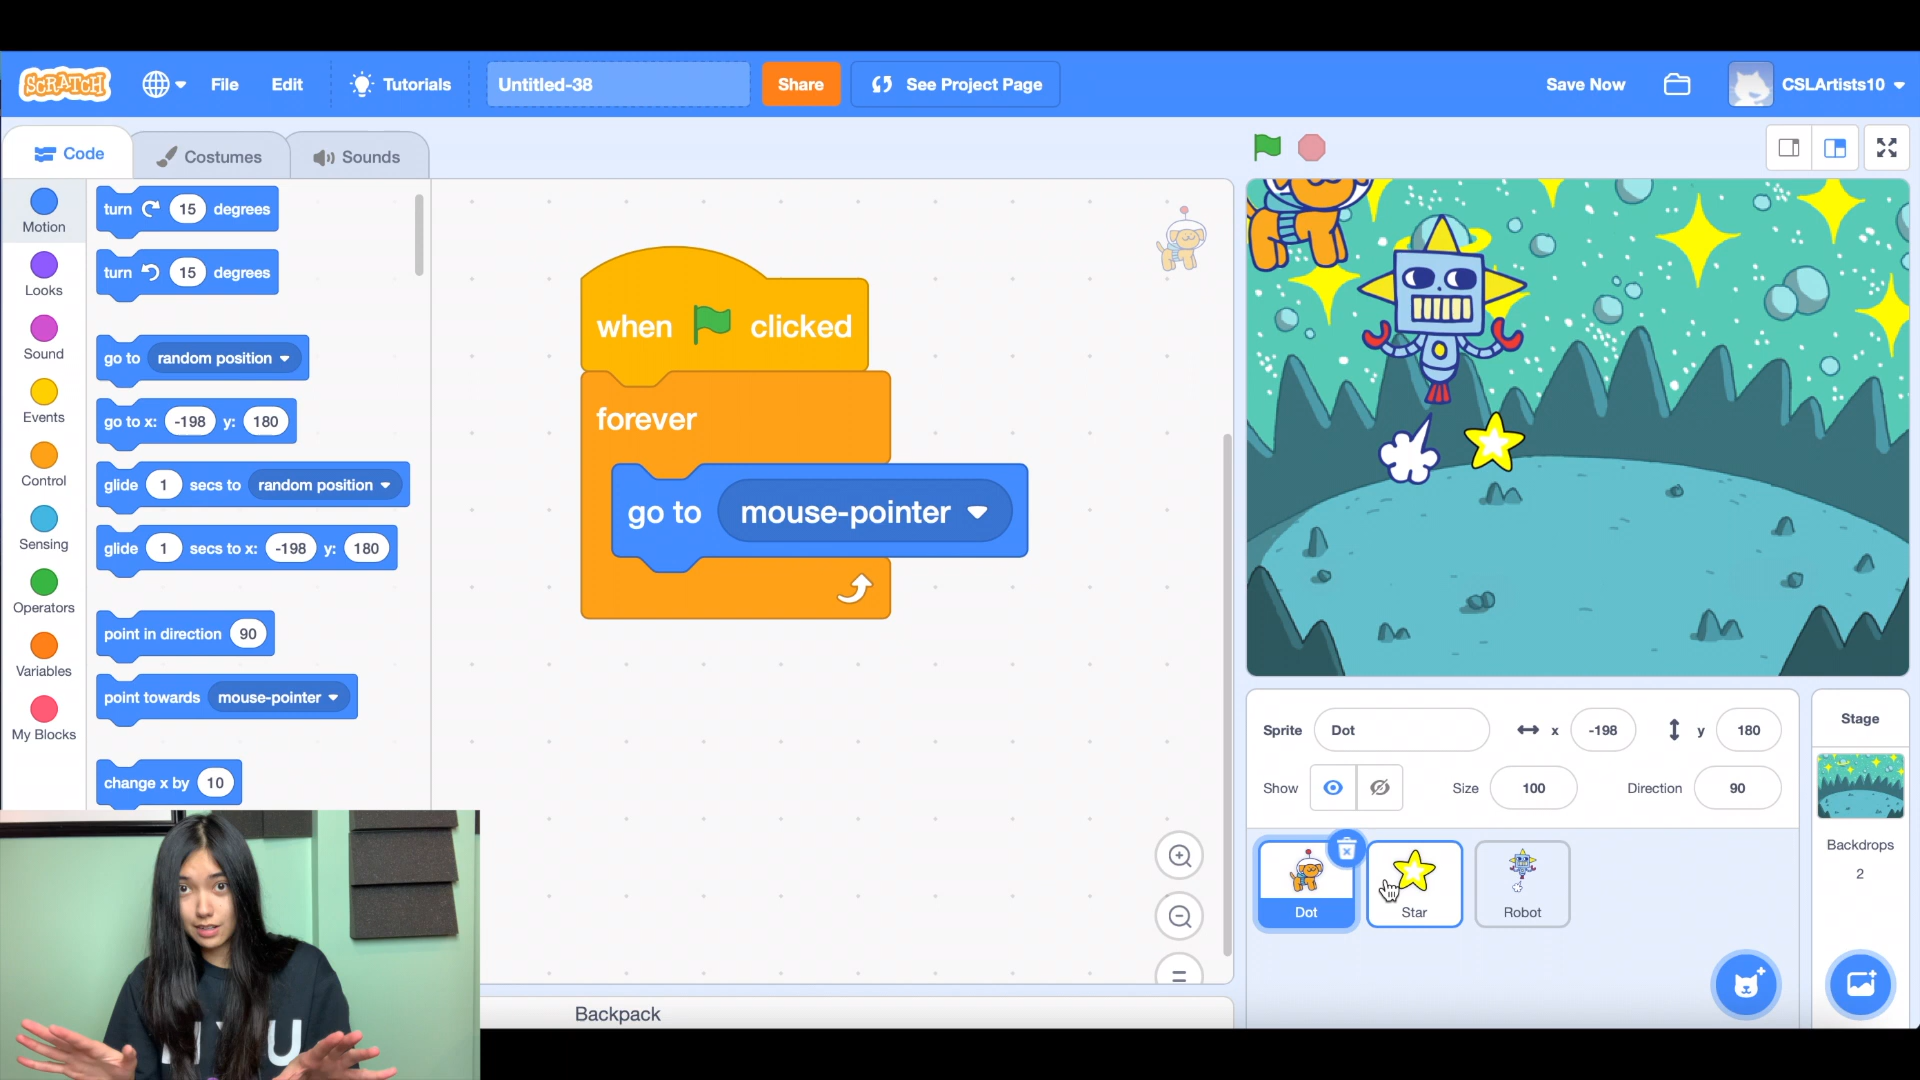 SCRATCH File Edit Tutorials Untitled-38 Share See Project Page Save Now CSLArtists10
Code Costumes Sounds
Motion
Looks
Sound
Events
Control
Sensing
Operators
Variables
My Blocks
turn 15 degrees
turn 15 degrees
go to random position
go to x: -198 y: 180
glide 1 secs to random position
glide 1 secs to x: -198 y: 180
point in direction 90
point towards mouse-pointer
change x by 10
when clicked
forever
go to mouse-pointer
Backpack
Sprite Dot x -198 y 180
Show Size 100 Direction 90
Dot Star Robot
Stage
Backdrops
2